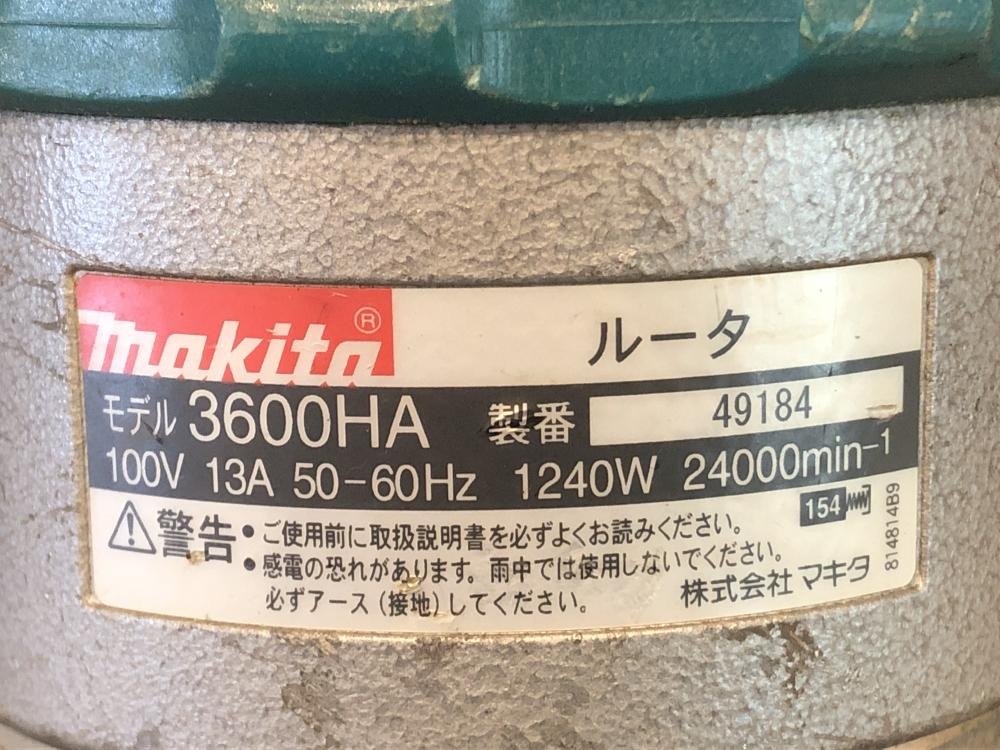 makita®
ルータ
モデル 3600HA 製番 49184
100V 13A 50-60Hz 1240W 24000min-1
154
⚠警告
•ご使用前に取扱説明書を必ずよくお読みください。
•感電の恐れがあります。雨中では使用しないでください。
必ずアース（接地）してください。
株式会社 マキタ
814814B9